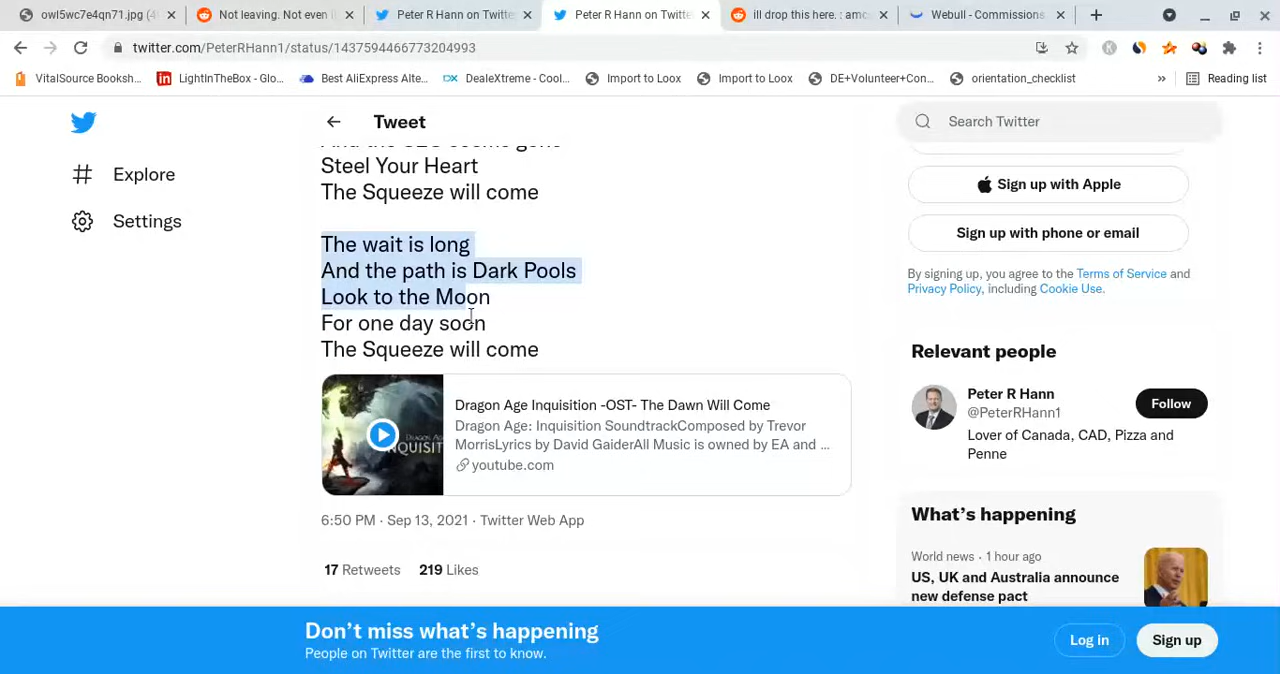 owl5wc7e4qn71.jpg (4
Not leaving. Not even i
Peter R Hann on Twitte
Peter R Hann on Twitte
ill drop this here. : amc
Webull - Commissions
twitter.com/PeterRHann1/status/1437594466773204993
VitalSource Booksh...
LightInTheBox - Glo...
Best AliExpress Alte...
DX DealeXtreme - Cool...
Import to Loox
Import to Loox
DE+Volunteer+Con...
orientation_checklist
»
Reading list
Explore
Settings
Tweet
And the CEO seems gone
Steel Your Heart
The Squeeze will come
The wait is long
And the path is Dark Pools
Look to the Moon
For one day soon
The Squeeze will come
DRAGON AGE
INQUISIT
Dragon Age Inquisition -OST- The Dawn Will Come
Dragon Age: Inquisition SoundtrackComposed by Trevor
MorrisLyrics by David GaiderAll Music is owned by EA and ...
youtube.com
6:50 PM · Sep 13, 2021 · Twitter Web App
17 Retweets 219 Likes
Search Twitter
Sign up with Apple
Sign up with phone or email
By signing up, you agree to the Terms of Service and
Privacy Policy, including Cookie Use.
Relevant people
Peter R Hann
@PeterRHann1
Follow
Lover of Canada, CAD, Pizza and
Penne
What's happening
World news · 1 hour ago
US, UK and Australia announce
new defense pact
Don't miss what's happening
People on Twitter are the first to know.
Log in
Sign up